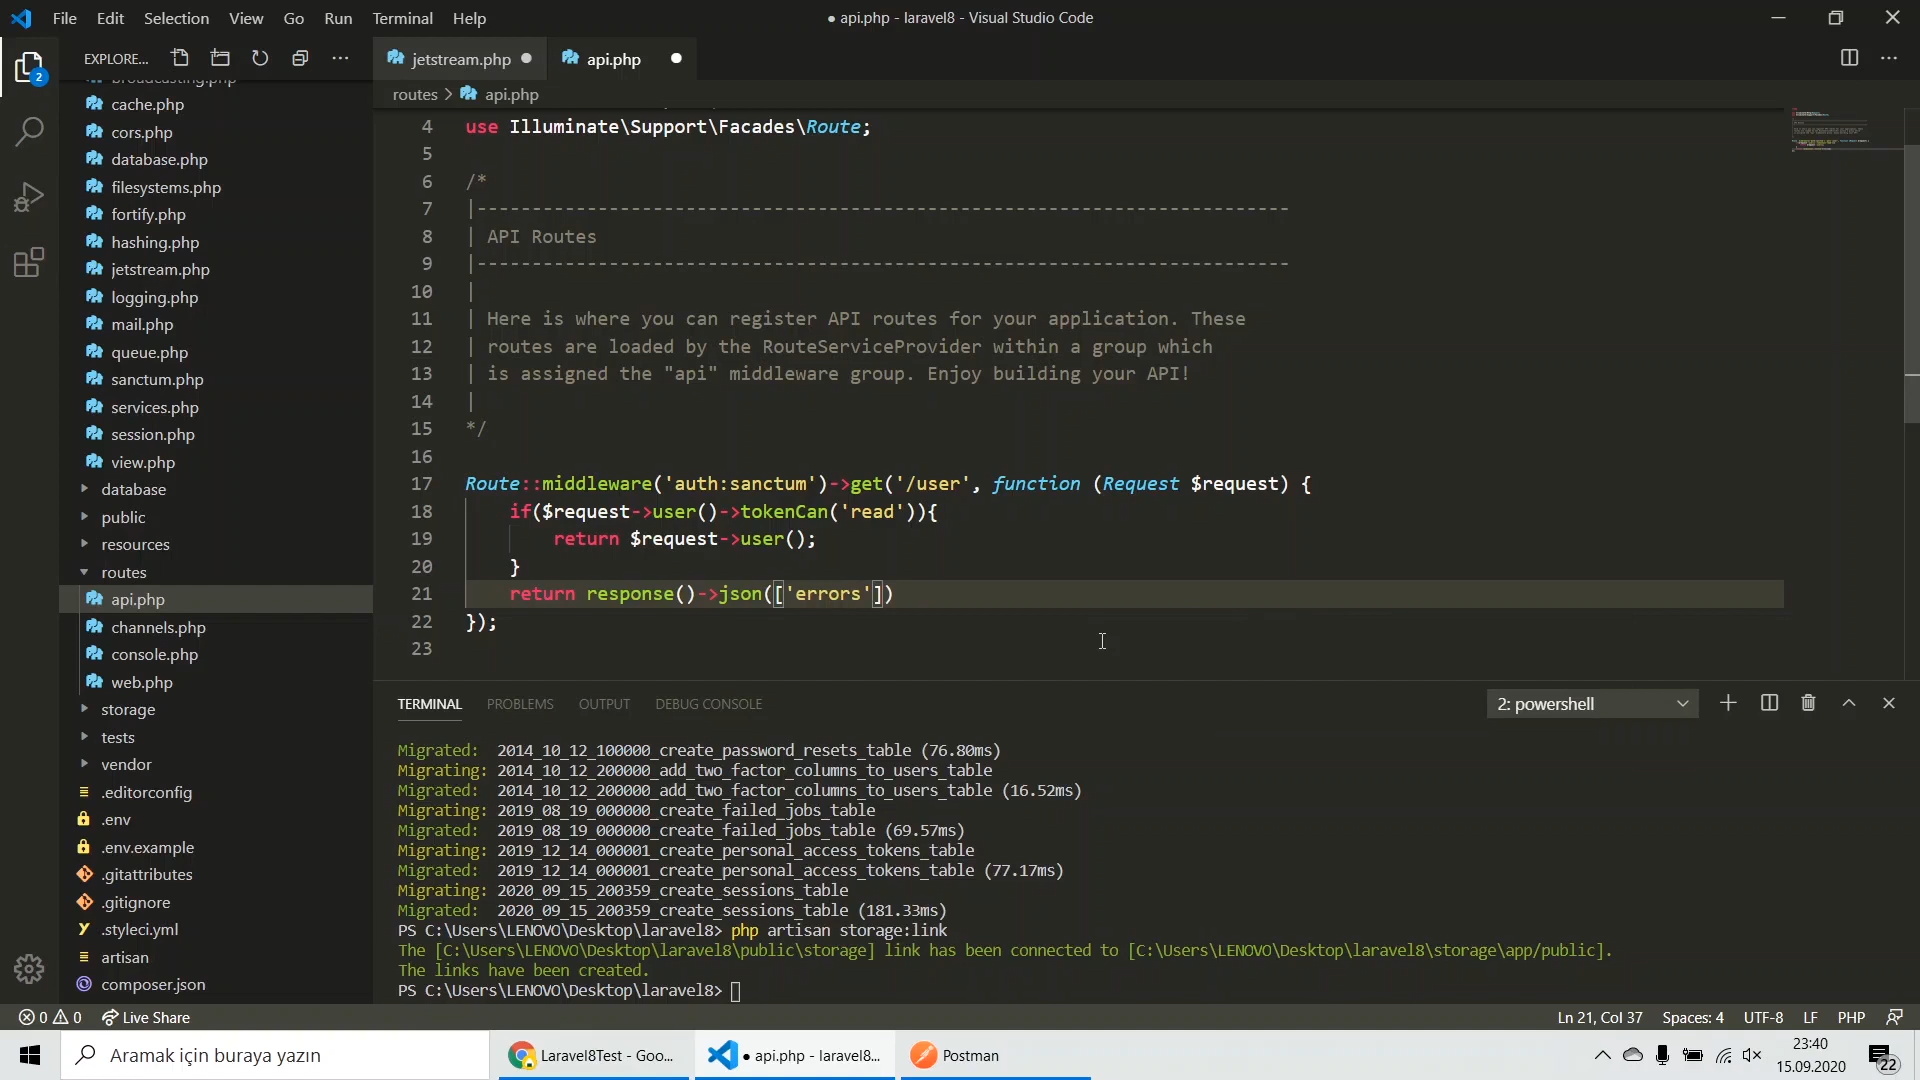 File Edit Selection View Go Run Terminal Help
● api.php - laravel8 - Visual Studio Code
EXPLORE...
jetstream.php
api.php
routes > api.php
2
broadcasting.php
cache.php
cors.php
database.php
filesystems.php
fortify.php
hashing.php
jetstream.php
logging.php
mail.php
queue.php
sanctum.php
services.php
session.php
view.php
database
public
resources
routes
api.php
channels.php
console.php
web.php
storage
tests
vendor
.editorconfig
.env
.env.example
.gitattributes
.gitignore
.styleci.yml
artisan
composer.json
4 use Illuminate\Support\Facades\Route;
5
6 /*
7 |--------------------------------------------------------------------------
8 | API Routes
9 |--------------------------------------------------------------------------
10 |
11 | Here is where you can register API routes for your application. These
12 | routes are loaded by the RouteServiceProvider within a group which
13 | is assigned the "api" middleware group. Enjoy building your API!
14 |
15 */
16
17 Route::middleware('auth:sanctum')->get('/user', function (Request $request) {
18 if($request->user()->tokenCan('read')){
19 return $request->user();
20 }
21 return response()->json(['errors'])
22 });
23
TERMINAL PROBLEMS OUTPUT DEBUG CONSOLE
2: powershell
Migrated: 2014_10_12_100000_create_password_resets_table (76.80ms)
Migrating: 2014_10_12_200000_add_two_factor_columns_to_users_table
Migrated: 2014_10_12_200000_add_two_factor_columns_to_users_table (16.52ms)
Migrating: 2019_08_19_000000_create_failed_jobs_table
Migrated: 2019_08_19_000000_create_failed_jobs_table (69.57ms)
Migrating: 2019_12_14_000001_create_personal_access_tokens_table
Migrated: 2019_12_14_000001_create_personal_access_tokens_table (77.17ms)
Migrating: 2020_09_15_200359_create_sessions_table
Migrated: 2020_09_15_200359_create_sessions_table (181.33ms)
PS C:\Users\LENOVO\Desktop\laravel8> php artisan storage:link
The [C:\Users\LENOVO\Desktop\laravel8\public\storage] link has been connected to [C:\Users\LENOVO\Desktop\laravel8\storage\app/public].
The links have been created.
PS C:\Users\LENOVO\Desktop\laravel8>
0 0 Live Share
Ln 21, Col 37 Spaces: 4 UTF-8 LF PHP
Aramak için buraya yazın
Laravel8Test - Goo...
● api.php - laravel8...
Postman
23:40
15.09.2020
22